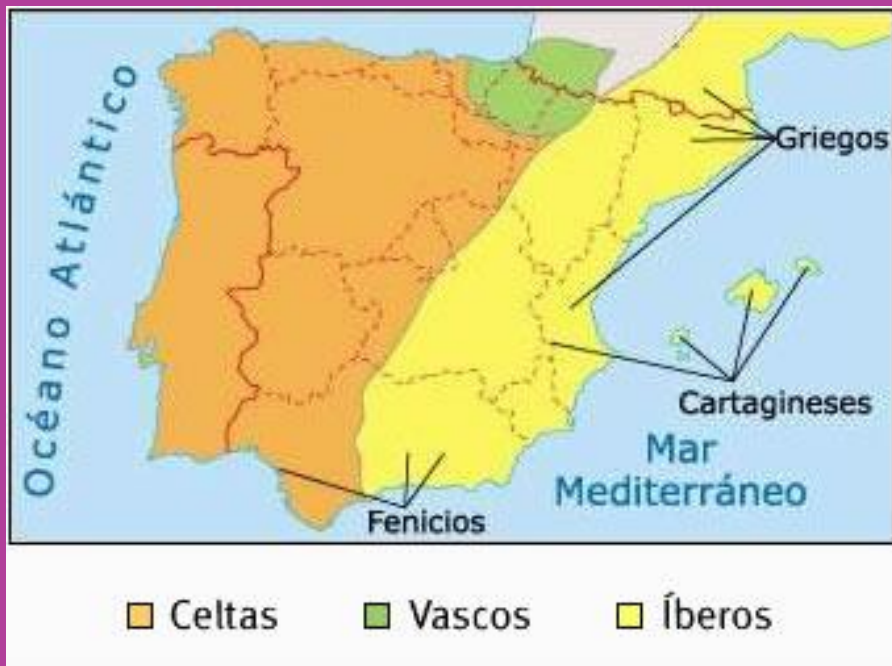 Océano Atlántico
Griegos
Cartagineses
Mar
Mediterráneo
Fenicios
Celtas
Vascos
Íberos